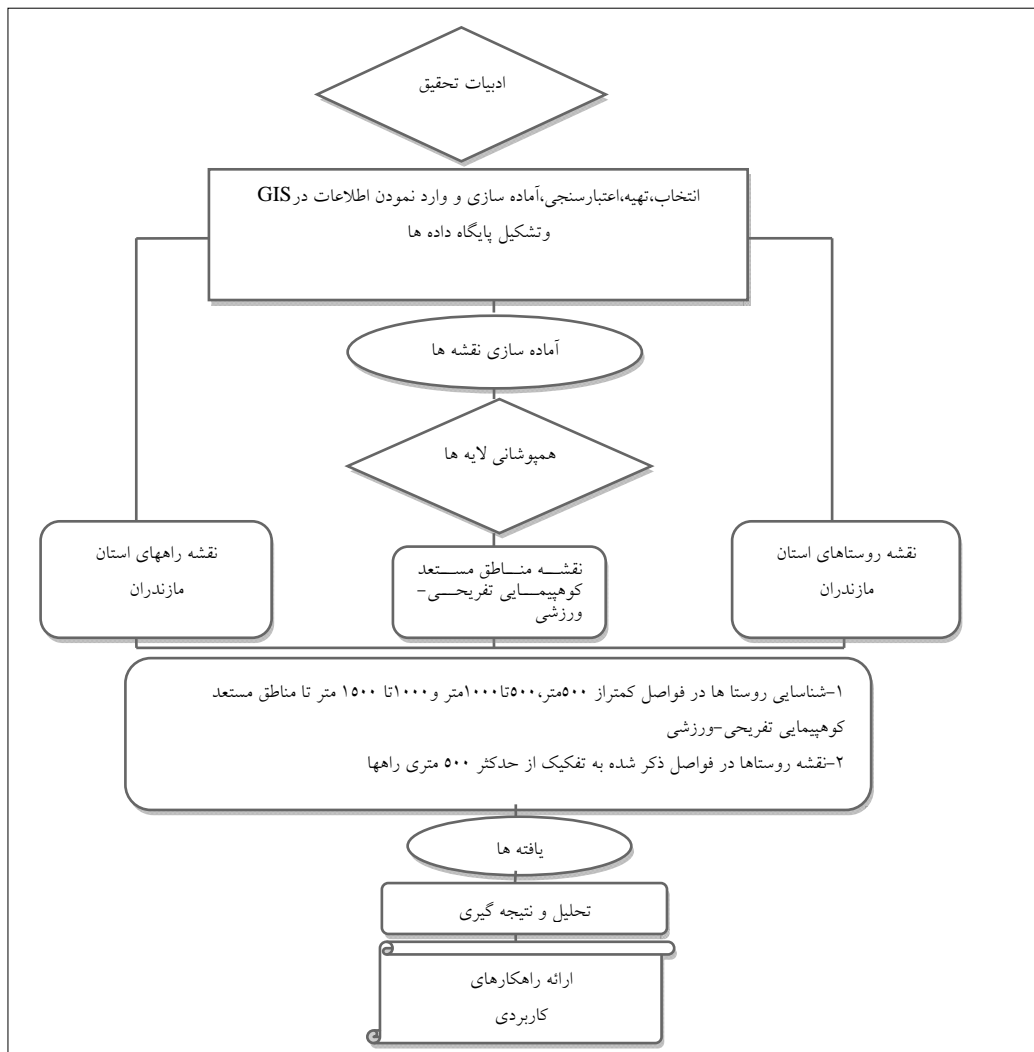 ادبیات تحقیق
انتخاب،تهیه،اعتبارسنجی،آماده سازی و وارد نمودن اطلاعات در GIS
وتشکیل پایگاه داده ها
آماده سازی نقشه ها
همپوشانی لایه ها
نقشه روستاهای استان
مازندران
نقشه مناطق مستعد
کوهپیمایی تفریحی-
ورزشی
نقشه راههای استان
مازندران
۱-شناسایی روستا ها در فواصل کمتراز ۵۰۰متر،۵۰۰تا۱۰۰۰متر و۱۰۰۰تا ۱۵۰۰ متر تا مناطق مستعد
کوهپیمایی تفریحی-ورزشی
۲-نقشه روستاها در فواصل ذکر شده به تفکیک از حدکثر ۵۰۰ متری راهها
یافته ها
تحلیل و نتیجه گیری
ارائه راهکارهای
کاربردی